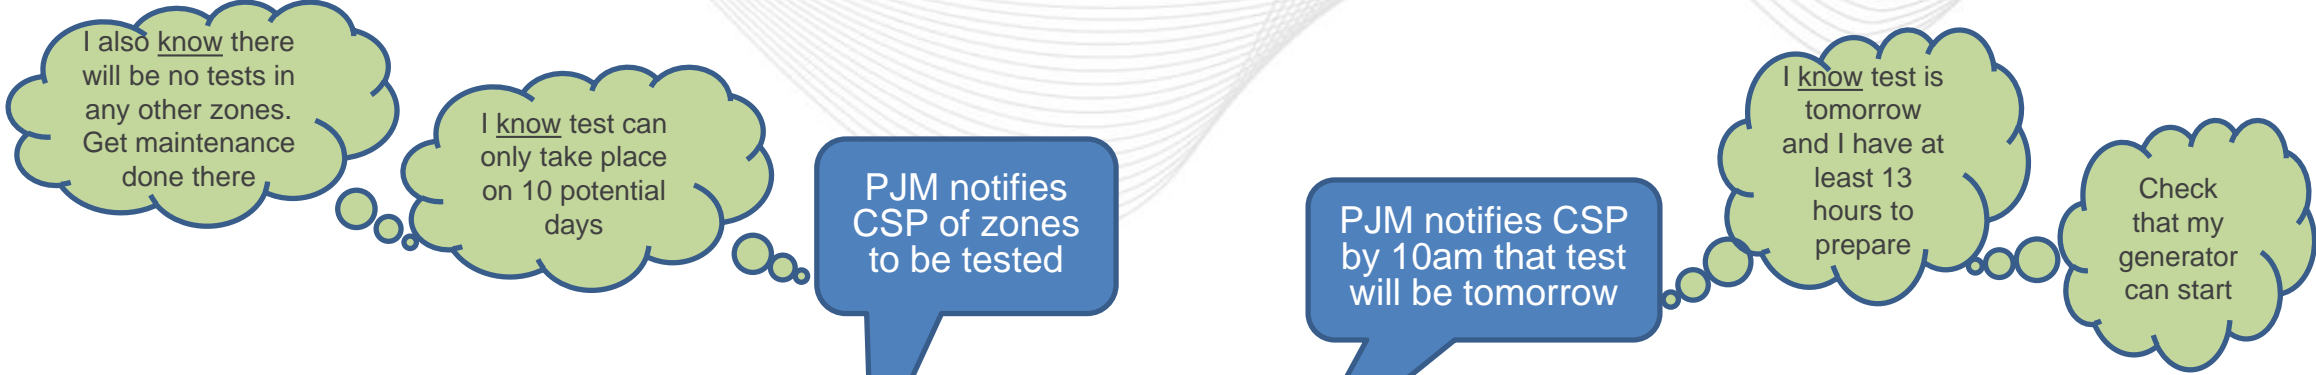 I also know there
will be no tests in
any other zones.
Get maintenance
done there
I know test can
only take place
on 10 potential
days
PJM notifies
CSP of zones
to be tested
PJM notifies CSP
by 10am that test
will be tomorrow
I know test is
tomorrow
and I have at
least 13
hours to
prepare
Check
that my
generator
can start